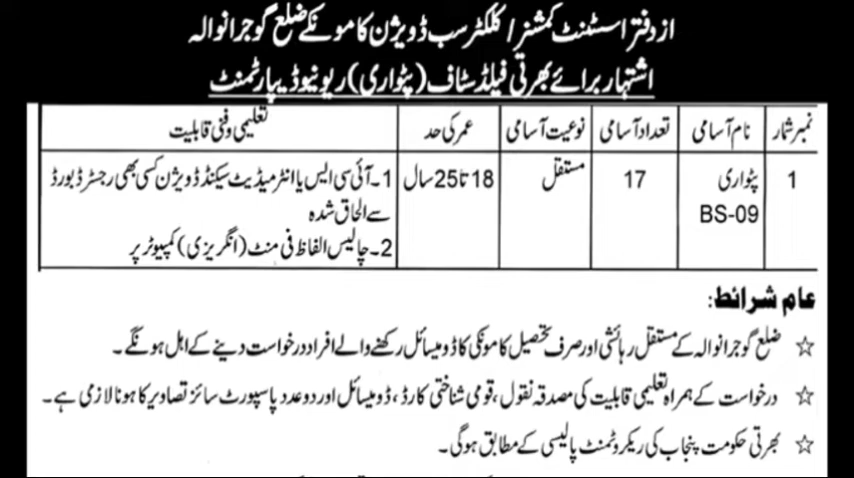 از دفتر اسسٹنٹ کمشنر / کلکٹر سب ڈویژن کامونکے ضلع گوجرانوالہ
اشتہار برائے بھرتی فیلڈ سٹاف (پٹواری) ریونیو ڈیپارٹمنٹ
نمبر شمار نام آسامی تعداد آسامی نوعیت آسامی عمر کی حد تعلیمی و فنی قابلیت
1 پٹواری 17 مستقل 18 تا 25 سال 1۔ آئی سی ایس یا انٹرمیڈیٹ سیکنڈ ڈویژن کسی بھی رجسٹرڈ بورڈ
BS-09 سے الحاق شدہ
2۔ چالیس الفاظ فی منٹ (انگریزی) کمپیوٹر پر
عام شرائط:
☆ ضلع گوجرانوالہ کے مستقل رہائشی اور صرف تحصیل کامونکی کا ڈومیسائل رکھنے والے افراد درخواست دینے کے اہل ہونگے۔
☆ درخواست کے ہمراہ تعلیمی قابلیت کی مصدقہ نقول، قومی شناختی کارڈ، ڈومیسائل اور دو عدد پاسپورٹ سائز تصاویر کا ہونا لازمی ہے۔
☆ بھرتی حکومت پنجاب کی ریکروٹمنٹ پالیسی کے مطابق ہوگی۔